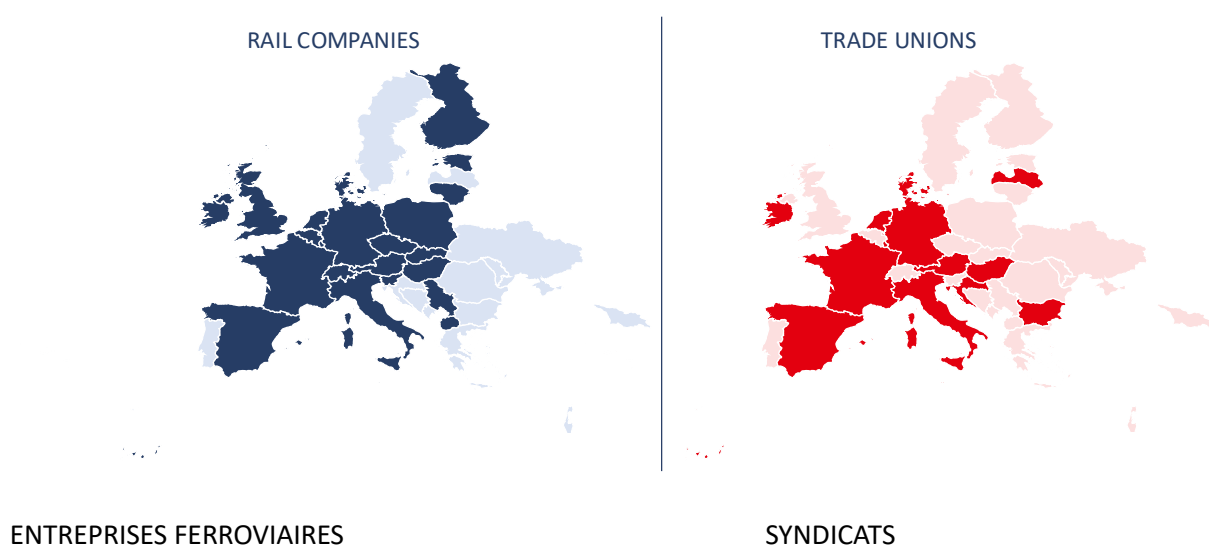 RAIL COMPANIES
TRADE UNIONS
ENTREPRISES FERROVIAIRES
SYNDICATS